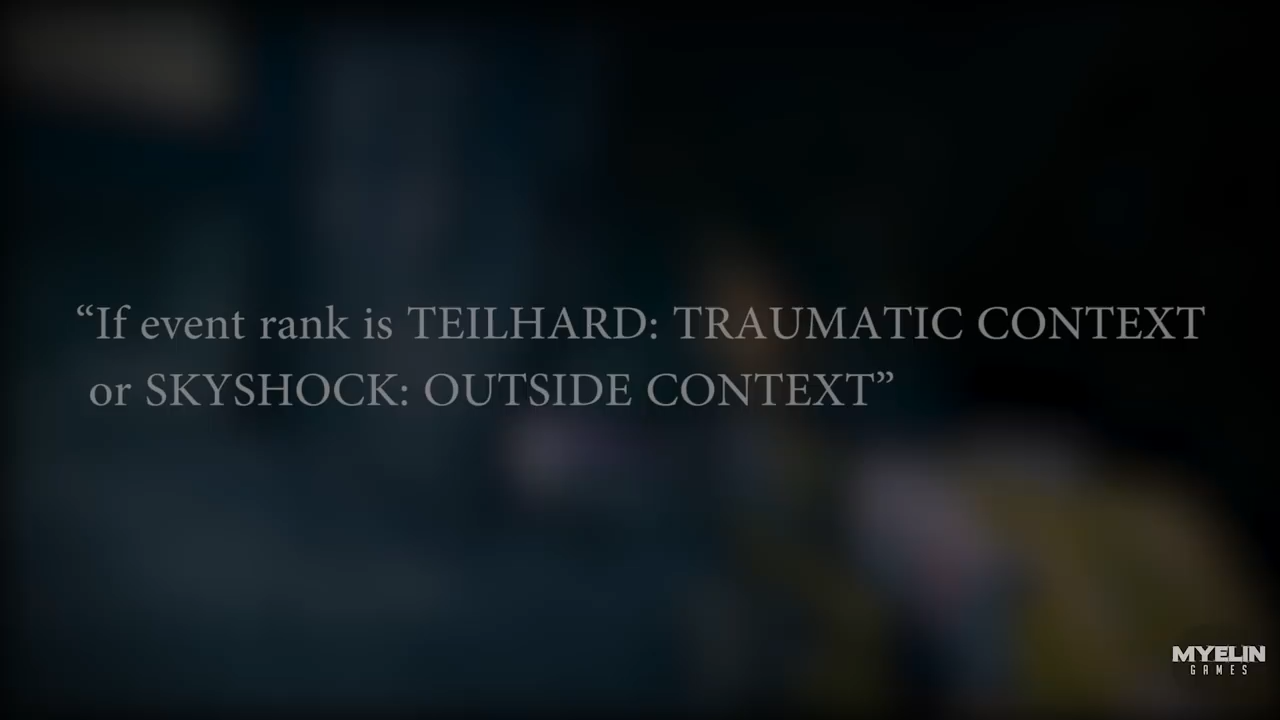 “If event rank is TEILHARD: TRAUMATIC CONTEXT
or SKYSHOCK: OUTSIDE CONTEXT”
MYELIN
GAMES